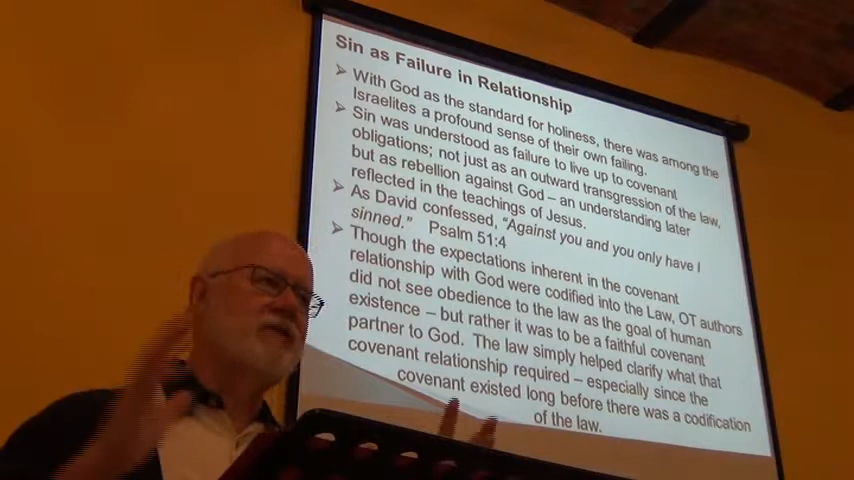 Sin as Failure in Relationship
➤ With God as the standard for holiness, there was among the
Israelites a profound sense of their own failing.
➤ Sin was understood as failure to live up to covenant
obligations; not just as an outward transgression of the law,
but as rebellion against God – an understanding later
reflected in the teachings of Jesus.
➤ As David confessed, "Against you and you only have I
sinned." Psalm 51:4
➤ Though the expectations inherent in the covenant
relationship with God were codified into the Law, OT authors
did not see obedience to the law as the goal of human
existence – but rather it was to be a faithful covenant
partner to God. The law simply helped clarify what that
covenant relationship required – especially since the
covenant existed long before there was a codification
of the law.